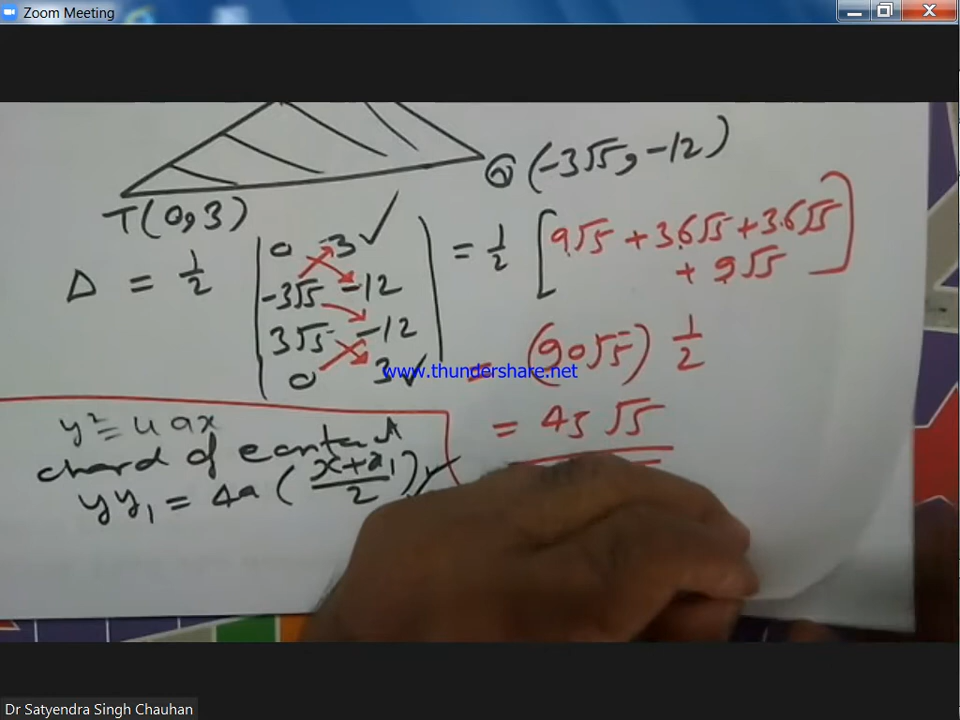 Zoom Meeting
Q (-3√5, -12)
T(0,3)
Δ = 1/2 | 0 3 ✓ | = 1/2 [9√5 + 36√5 + 36√5
-3√5 -12
+ 9√5]
3√5 -12
0 3 ✓
= (90√5) 1/2
www.thundershare.net
= 45√5
y² = 4ax
chord of contact
yy₁ = 4a (x+x₁/2)
Dr Satyendra Singh Chauhan